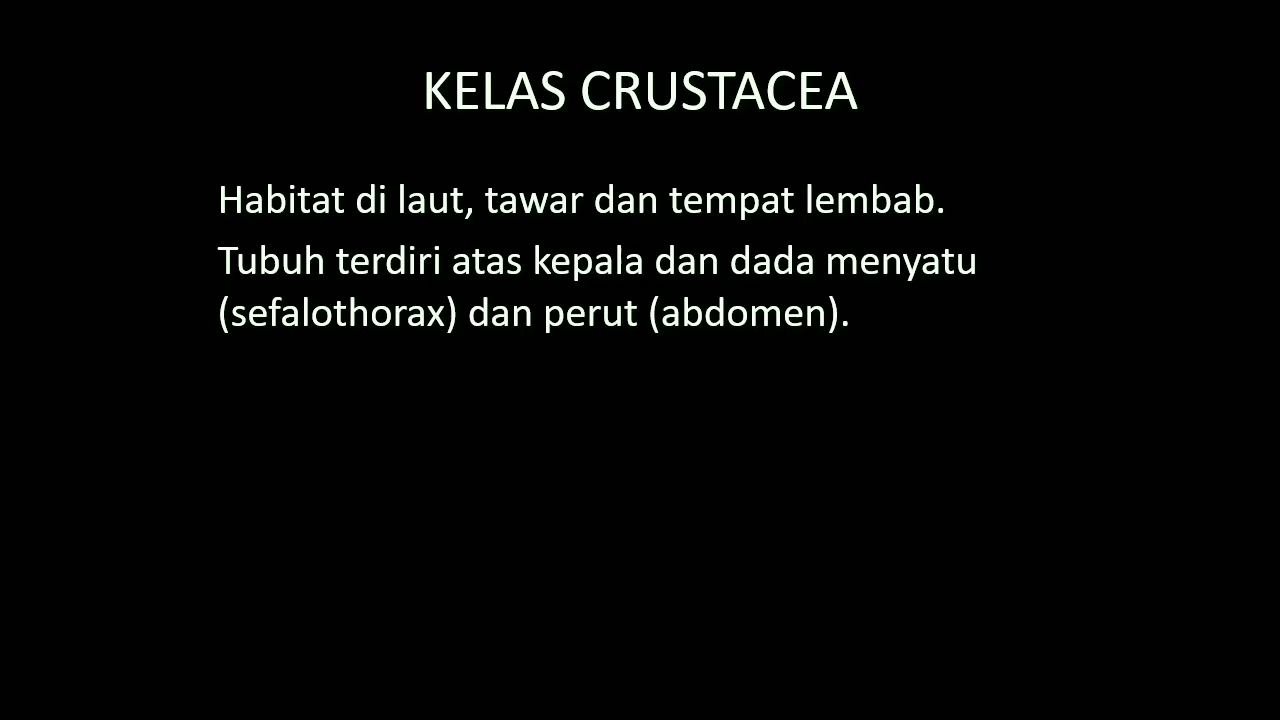 KELAS CRUSTACEA
Habitat di laut, tawar dan tempat lembab.
Tubuh terdiri atas kepala dan dada menyatu
(sefalothorax) dan perut (abdomen).